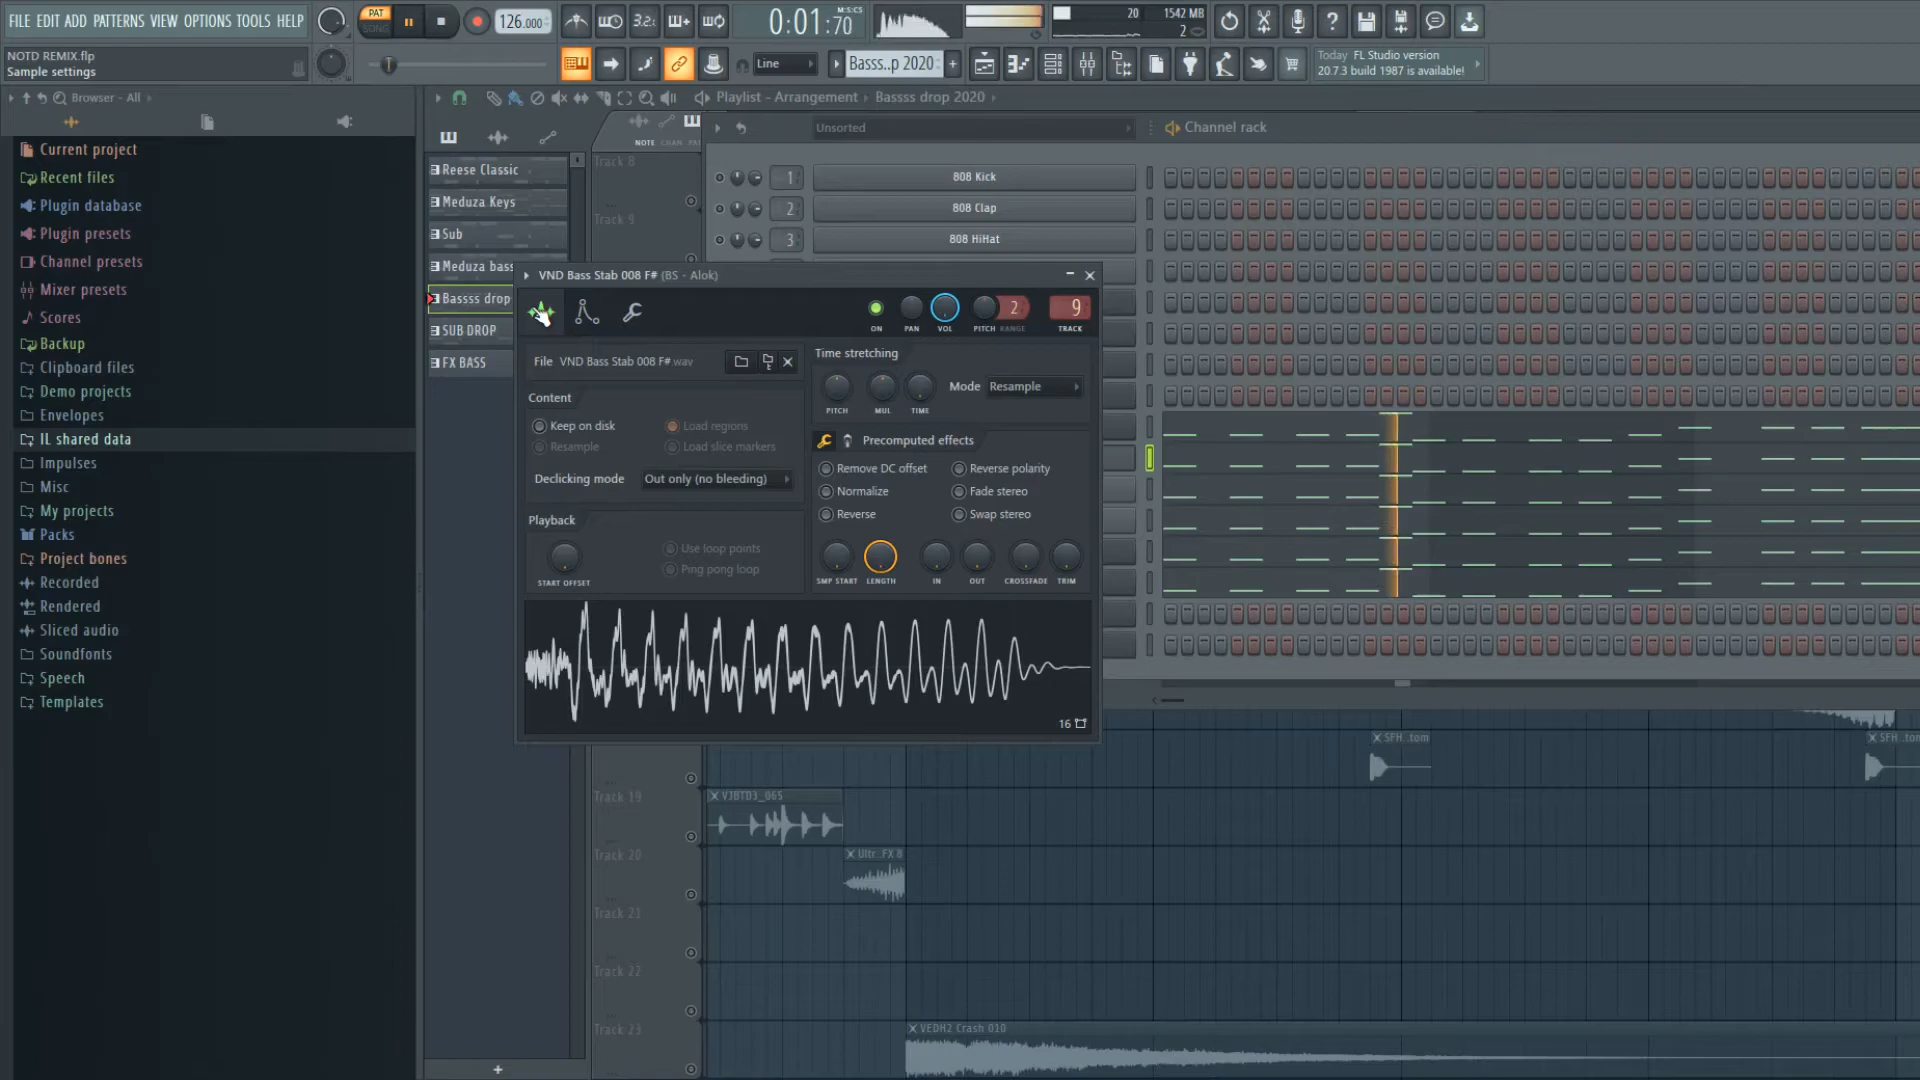 FILE EDIT ADD PATTERNS VIEW OPTIONS TOOLS HELP
PAT
SONG
126.000
3.2.
0:01:70
M:S:CS
20
1542 MB
2
NOTD REMIX.flp
Sample settings
Line
Basss..p 2020
Today FL Studio version
20.7.3 build 1987 is available!
Browser - All
Playlist - Arrangement
Bassss drop 2020
Current project
Recent files
Plugin database
Plugin presets
Channel presets
Mixer presets
Scores
Backup
Clipboard files
Demo projects
Envelopes
IL shared data
Impulses
Misc
My projects
Packs
Project bones
Recorded
Rendered
Sliced audio
Soundfonts
Speech
Templates
Reese Classic
Meduza Keys
Sub
Meduza bass
Bassss drop
SUB DROP
FX BASS
NOTE CHAN PAT
Track 8
Track 9
Unsorted
Channel rack
1 808 Kick
2 808 Clap
3 808 HiHat
VND Bass Stab 008 F# (BS - Alok)
ON PAN VOL PITCH RANGE TRACK
2
9
File VND Bass Stab 008 F#.wav
Content
Keep on disk
Load regions
Resample
Load slice markers
Declicking mode
Out only (no bleeding)
Playback
START OFFSET
Use loop points
Ping pong loop
Time stretching
PITCH MUL TIME
Mode Resample
Precomputed effects
Remove DC offset
Reverse polarity
Normalize
Fade stereo
Reverse
Swap stereo
SMP START LENGTH IN OUT CROSSFADE TRIM
16
SFH..tom
SFH..tom
Track 19
VJBTD3_065
Track 20
Ultr..FX 8
Track 21
Track 22
Track 23
VEDH2 Crash 010